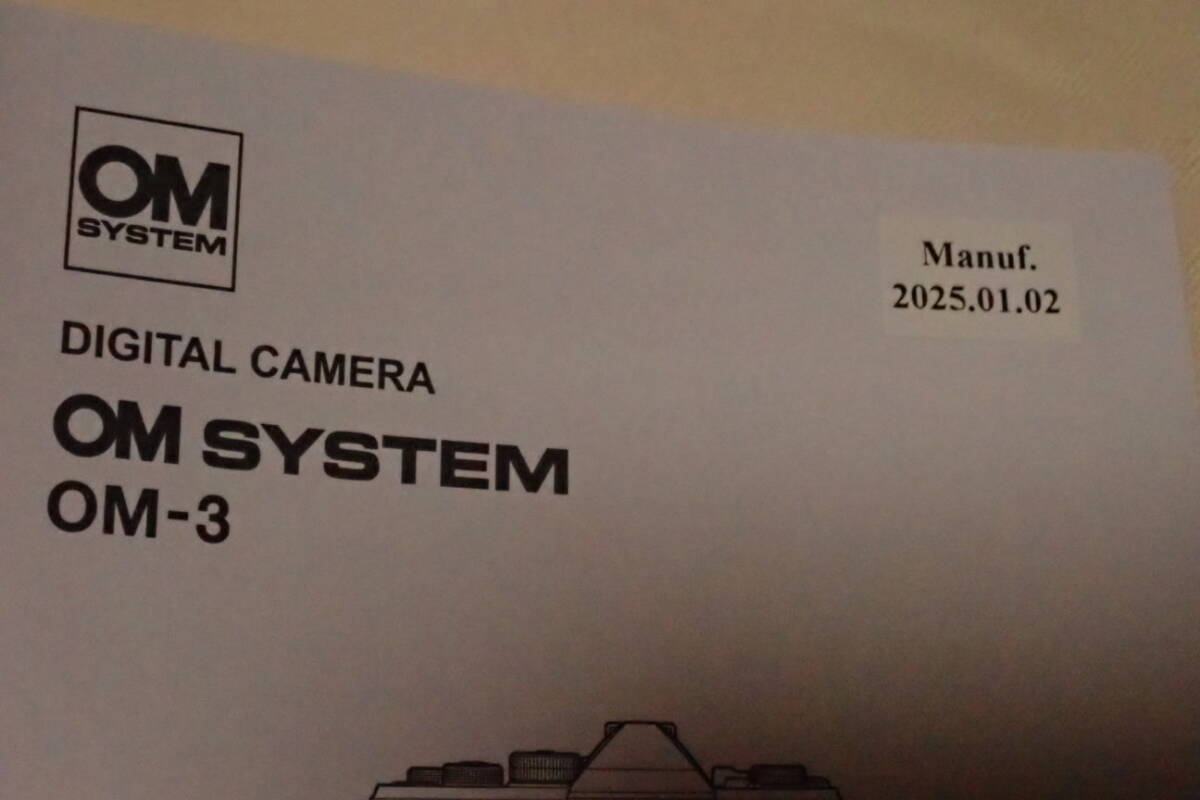 OM
SYSTEM
Manuf.
2025.01.02
DIGITAL CAMERA
OM SYSTEM
OM-3